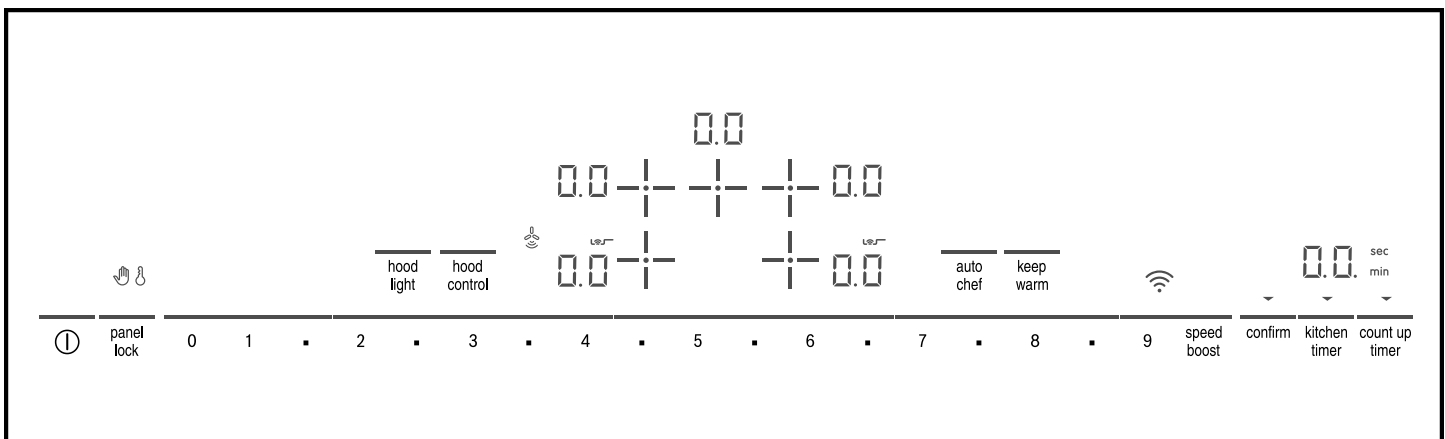 0.0
0.0 0.0
0.0 0.0
hood
light
hood
control
auto
chef
keep
warm
0.0.
sec
min
panel
lock
0 1 . 2 . 3 . 4 . 5 . 6 . 7 . 8 . 9
speed
boost
confirm
kitchen
timer
count up
timer